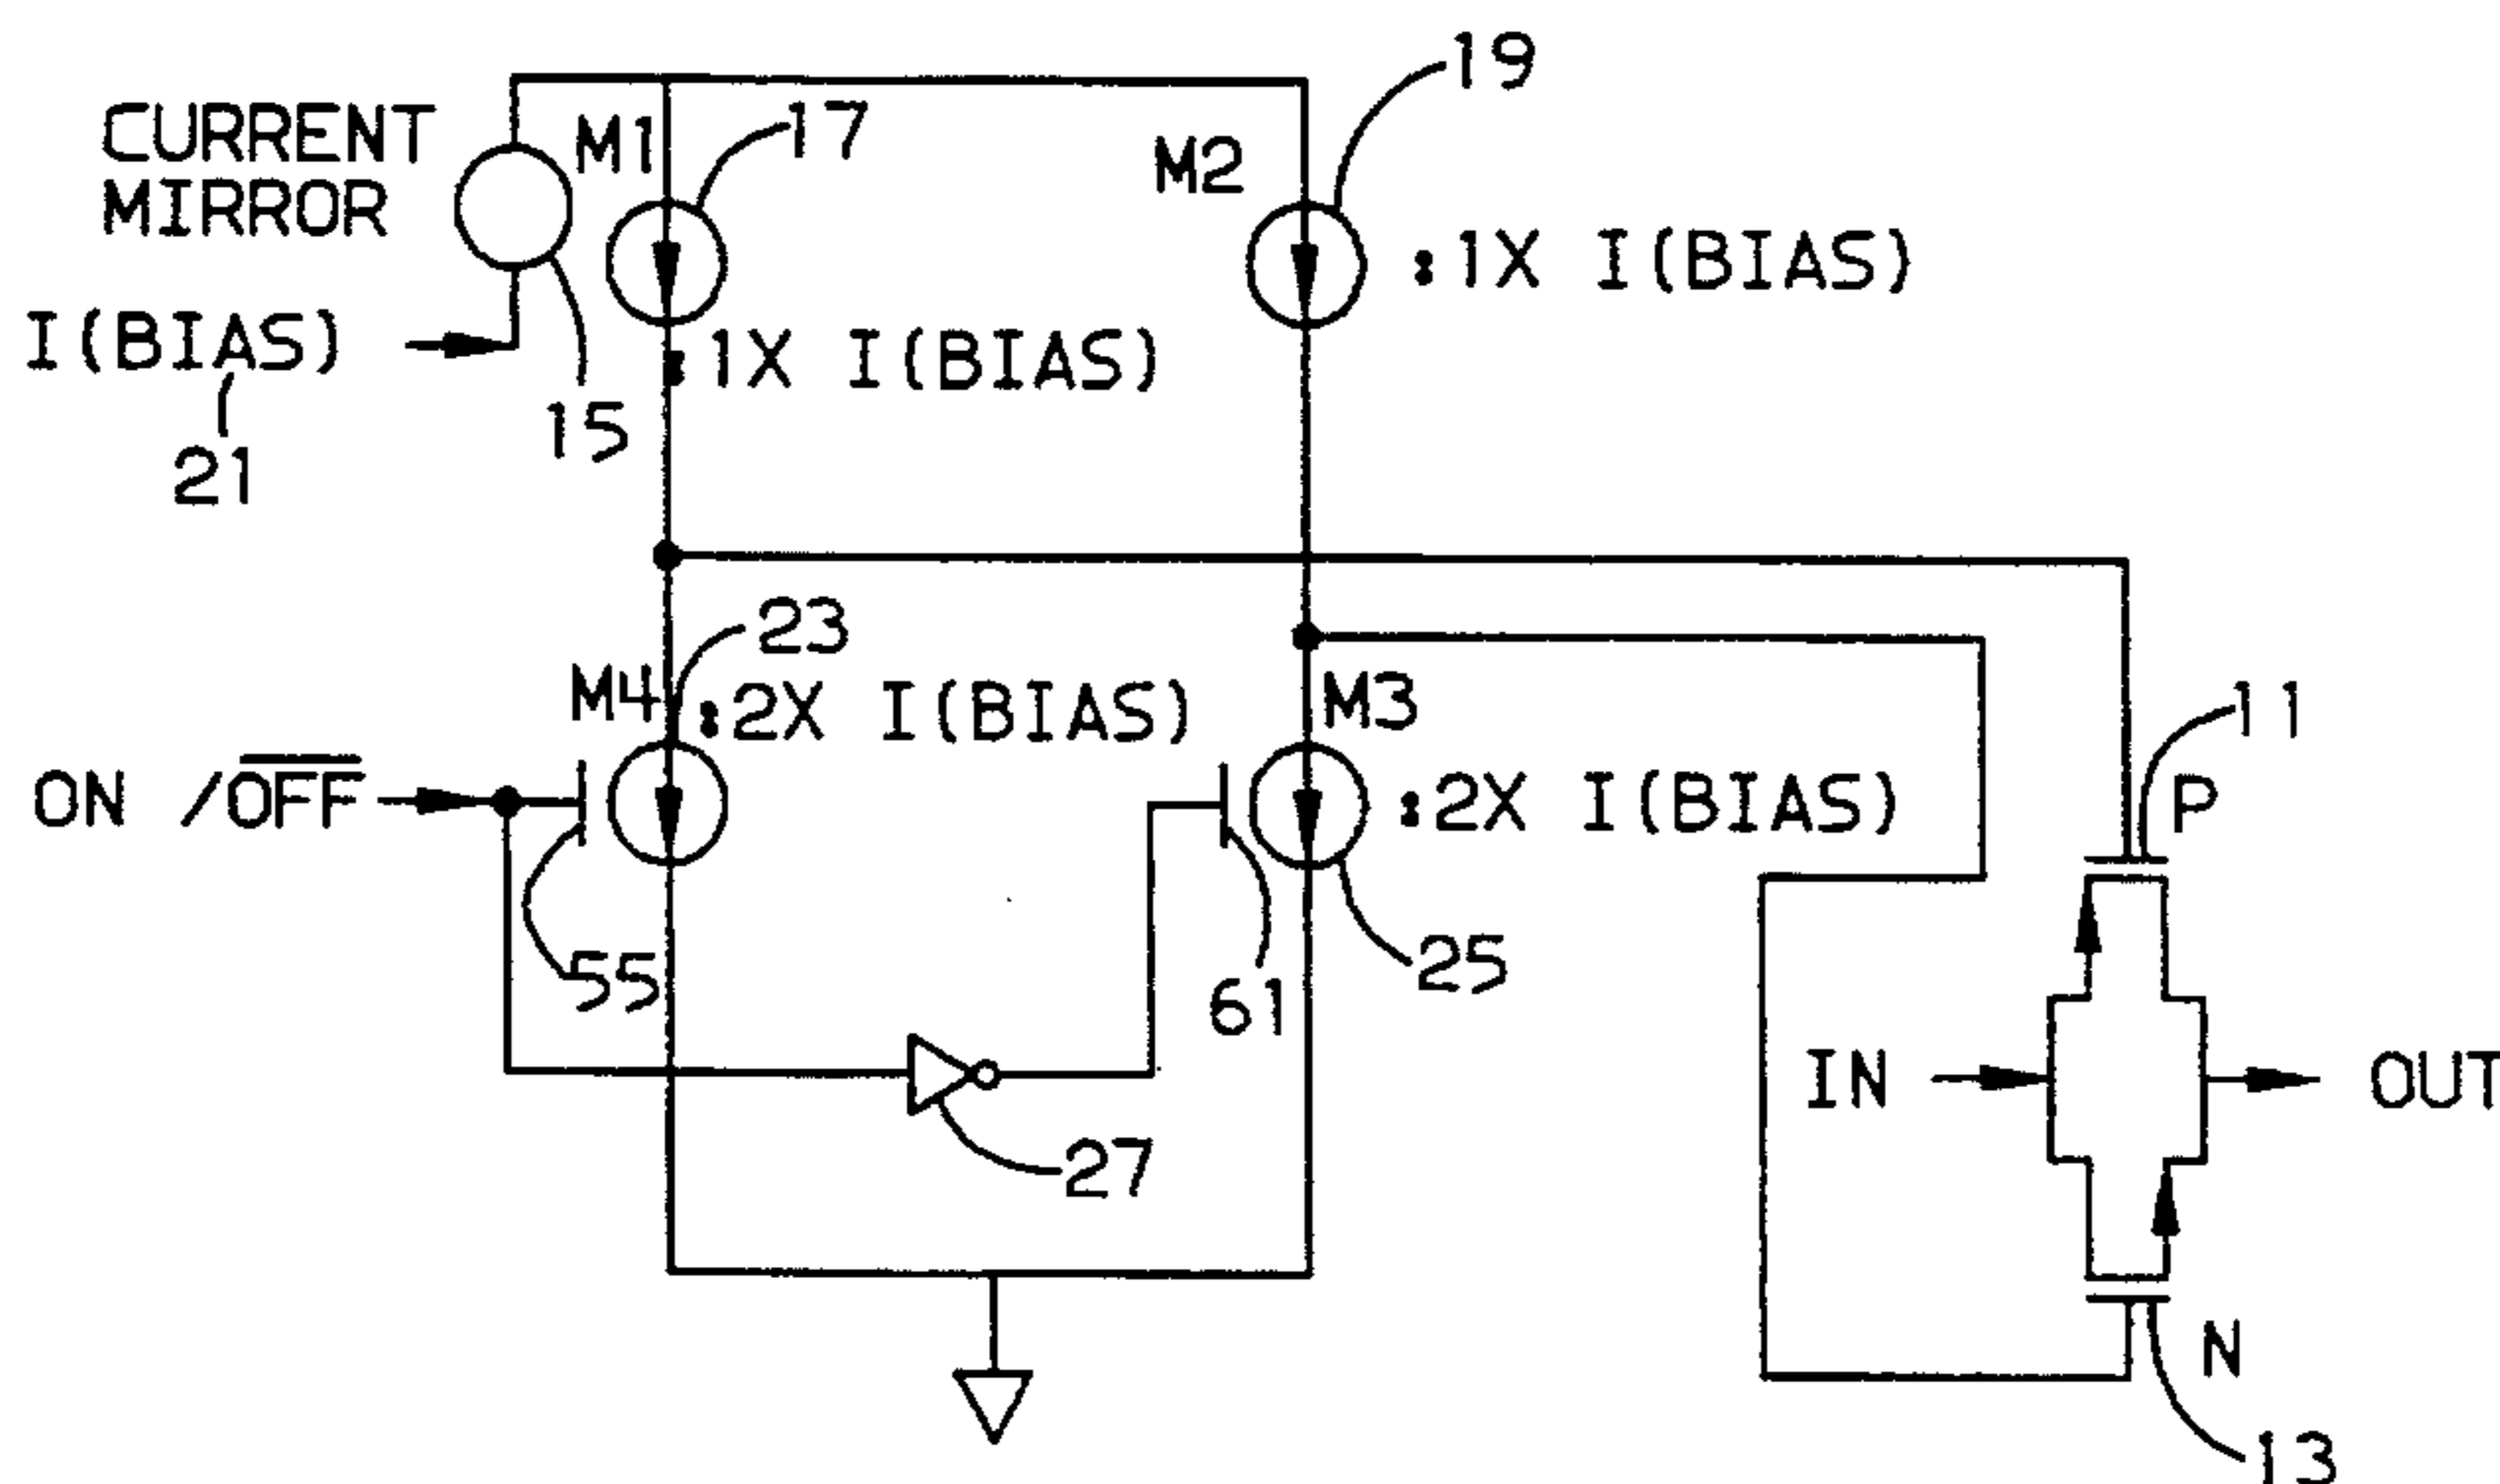 19
CURRENT
MIRROR
M1
17
M2
:1X I(BIAS)
I(BIAS)
:1X I(BIAS)
15
21
23
M4
:2X I(BIAS)
M3
11
ON /OFF
:2X I(BIAS)
P
55
61
25
IN
OUT
27
N
13